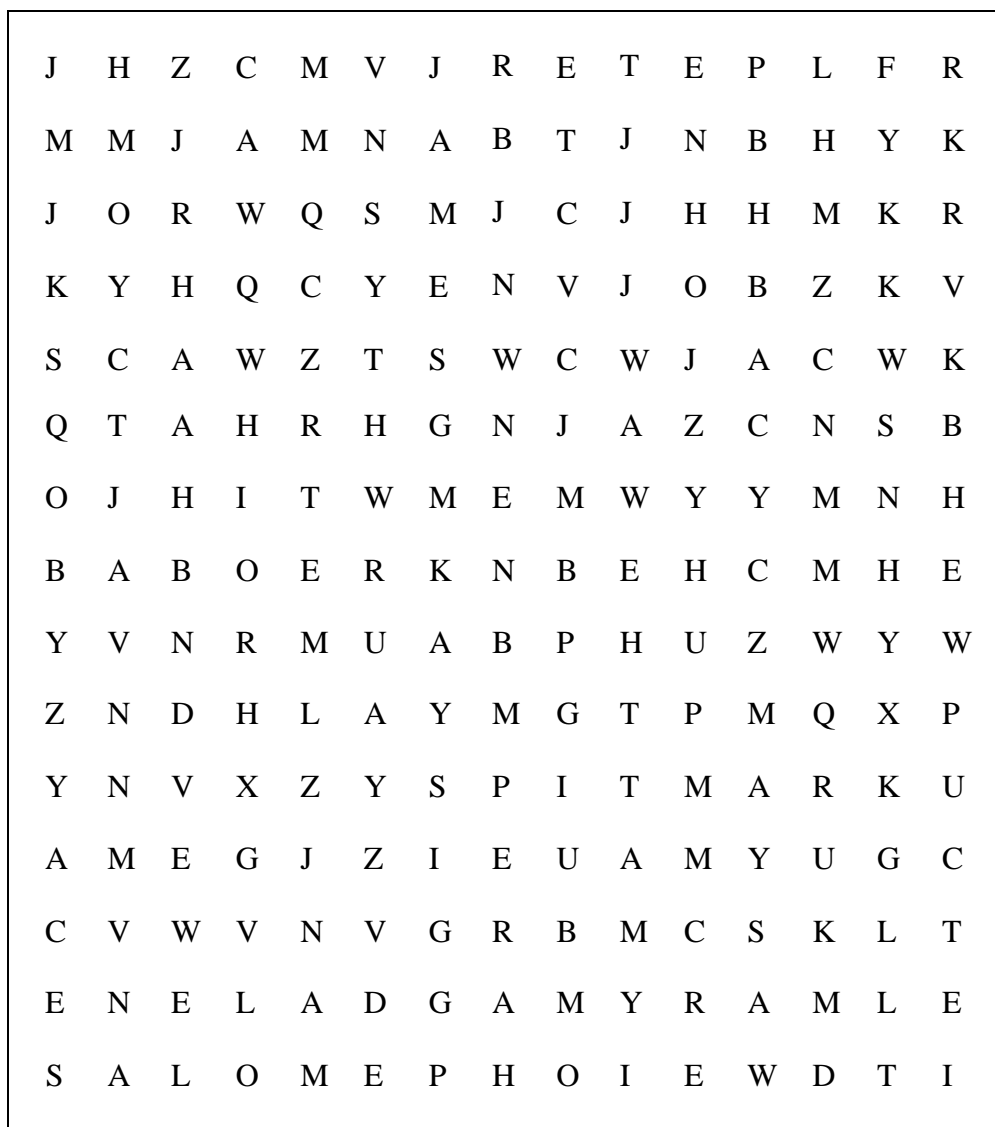 J H Z C M V J R E T E P L F R
M M J A M N A B T J N B H Y K
J O R W Q S M J C J H H M K R
K Y H Q C Y E N V J O B Z K V
S C A W Z T S W C W J A C W K
Q T A H R H G N J A Z C N S B
O J H I T W M E M W Y Y M N H
B A B O E R K N B E H C M H E
Y V N R M U A B P H U Z W Y W
Z N D H L A Y M G T P M Q X P
Y N V X Z Y S P I T M A R K U
A M E G J Z I E U A M Y U G C
C V W V N V G R B M C S K L T
E N E L A D G A M Y R A M L E
S A L O M E P H O I E W D T I